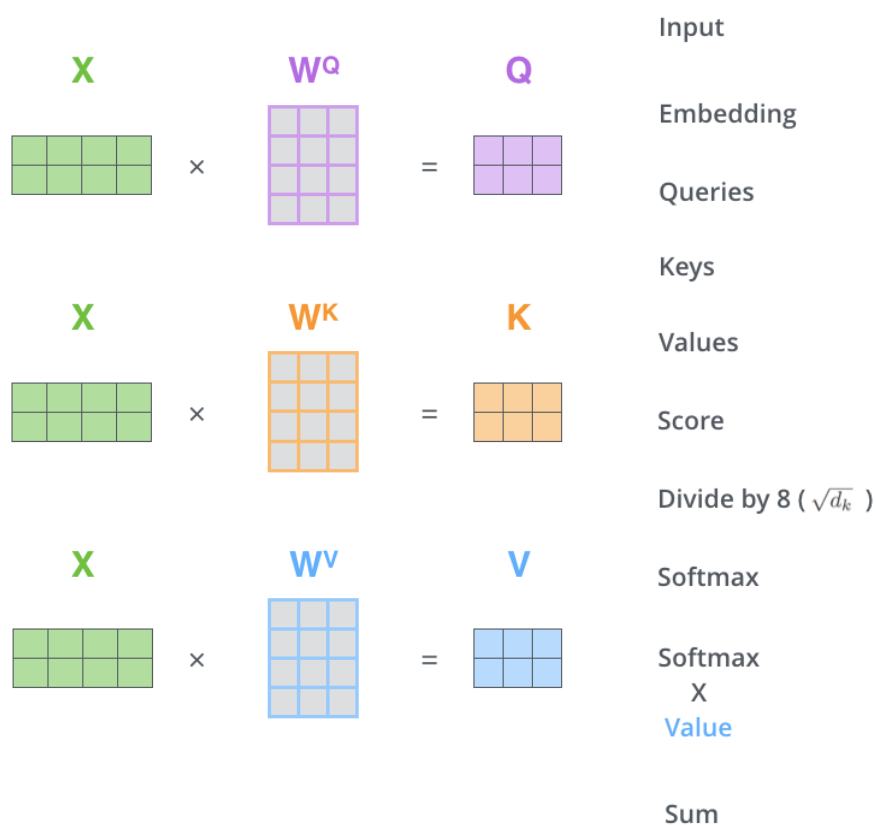 X W^Q Q
× =
X W^K K
× =
X W^V V
× =
Input
Embedding
Queries
Keys
Values
Score
Divide by 8 ( √d_k )
Softmax
Softmax
X
Value
Sum